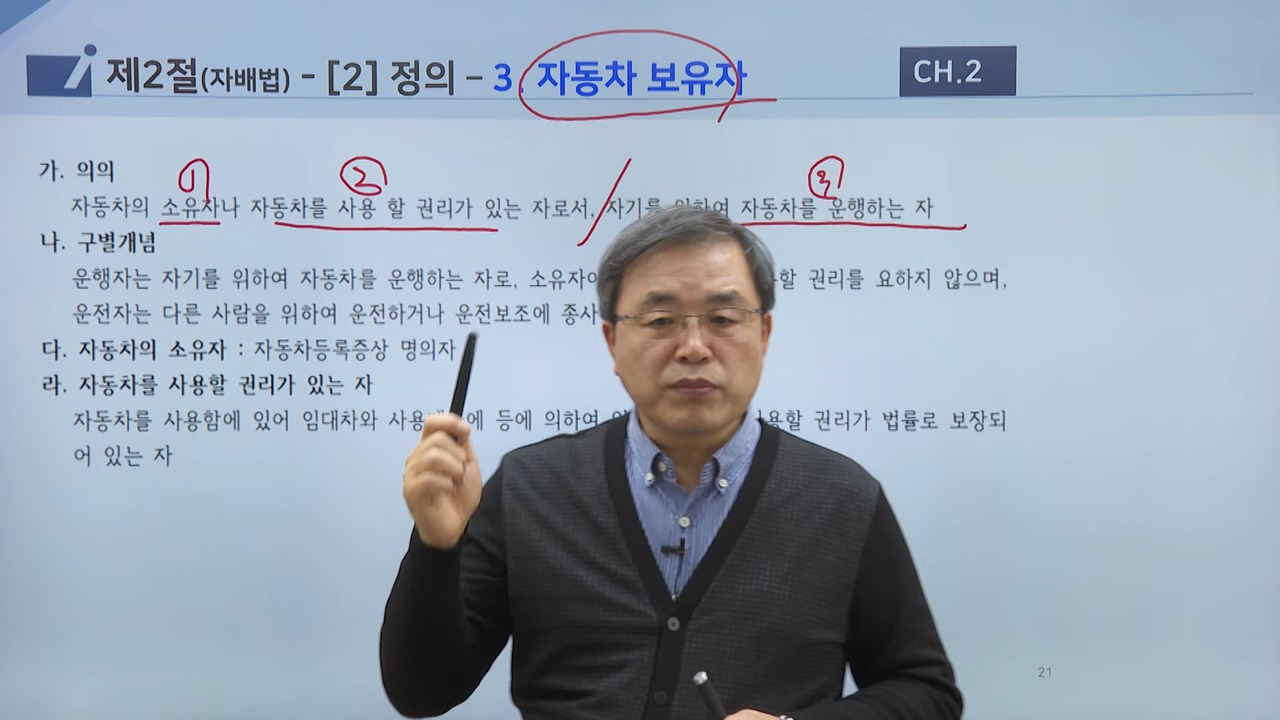 제2절(자배법) - [2] 정의 – 3. 자동차 보유자
CH.2
가. 의의
① ② ③
자동차의 소유자나 자동차를 사용 할 권리가 있는 자로서, 자기를 위하여 자동차를 운행하는 자
나. 구별개념
운행자는 자기를 위하여 자동차를 운행하는 자로, 소유자이 할 권리를 요하지 않으며,
운전자는 다른 사람을 위하여 운전하거나 운전보조에 종사
다. 자동차의 소유자 : 자동차등록증상 명의자
라. 자동차를 사용할 권리가 있는 자
자동차를 사용함에 있어 임대차와 등에 의하여 사용할 권리가 법률로 보장되
어 있는 자
21